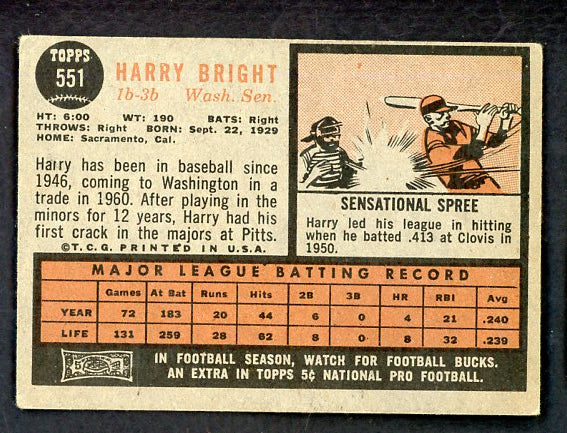 TOPPS
551
HARRY BRIGHT
1b-3b Wash. Sen.
HT: 6:00 WT: 190 BATS: Right
THROWS: Right BORN: Sept. 22, 1929
HOME: Sacramento, Cal.
Harry has been in baseball since
1946, coming to Washington in a
trade in 1960. After playing in the
minors for 12 years, Harry had his
first crack in the majors at Pitts.
©T.C.G. PRINTED IN U.S.A.
SENSATIONAL SPREE
Harry led his league in hitting
when he batted .413 at Clovis in
1950.
MAJOR LEAGUE BATTING RECORD
Games At Bat Runs Hits 2B 3B HR RBI Avg
YEAR 72 183 20 44 6 0 4 21 .240
LIFE 131 259 28 62 8 0 8 32 .239
IN FOOTBALL SEASON, WATCH FOR FOOTBALL BUCKS.
AN EXTRA IN TOPPS 5¢ NATIONAL PRO FOOTBALL.